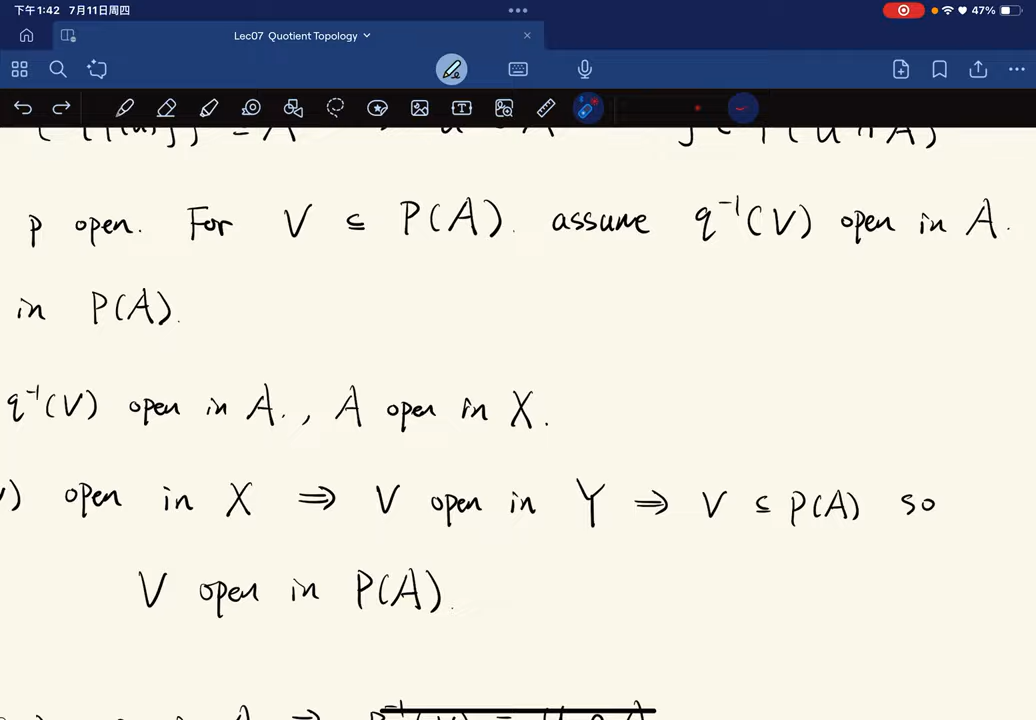 下午1:42 7月11日周四
47%
Lec07 Quotient Topology
p open. For V ⊆ P(A). assume q⁻¹(V) open in A.
in P(A).
q⁻¹(V) open in A., A open in X.
) open in X ⇒ V open in Y ⇒ V ⊆ P(A) so
V open in P(A).